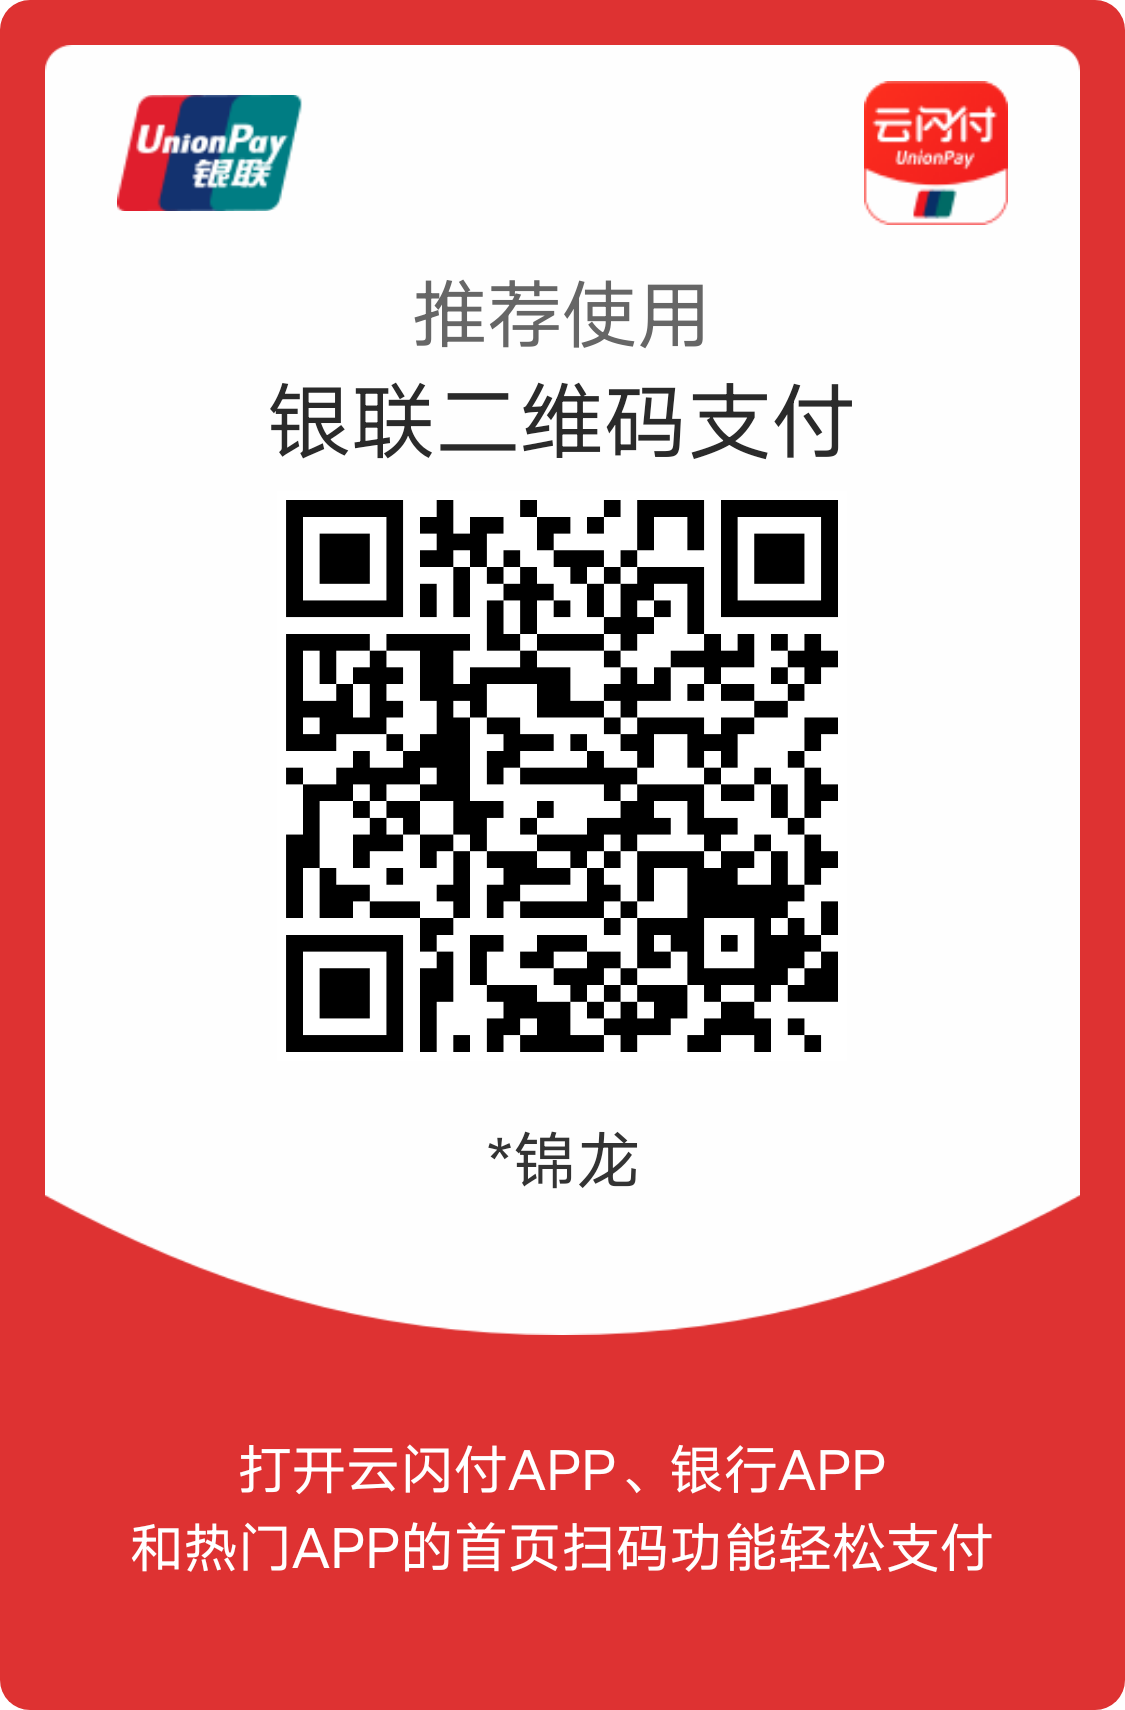 UnionPay
银联
云闪付
UnionPay
推荐使用
银联二维码支付
*锦龙
打开云闪付APP、银行APP
和热门APP的首页扫码功能轻松支付